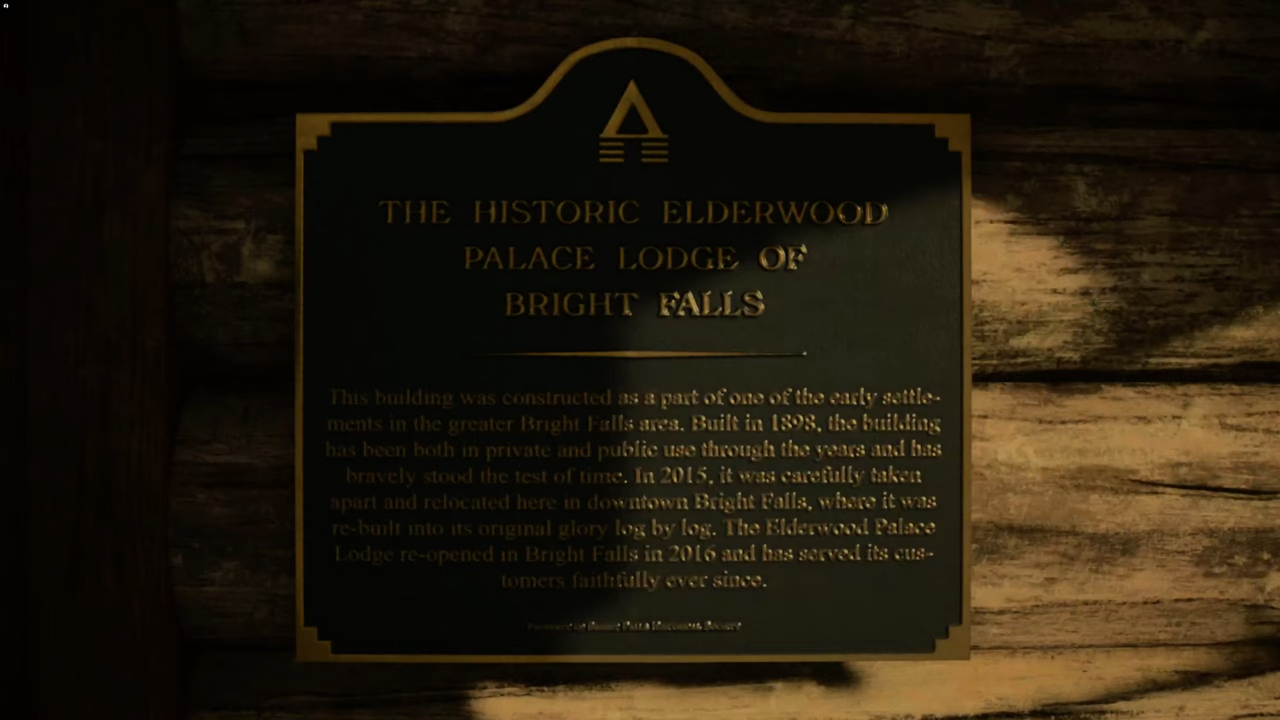 THE HISTORIC ELDERWOOD
PALACE LODGE OF
BRIGHT FALLS
This building was constructed as a part of one of the early settle-
ments in the greater Bright Falls area. Built in 1898, the building
has been both in private and public use through the years and has
bravely stood the test of time. In 2015, it was carefully taken
apart and relocated here in downtown Bright Falls, where it was
re-built into its original glory log by log. The Elderwood Palace
Lodge re-opened in Bright Falls in 2016 and has served its cus-
tomers faithfully ever since.